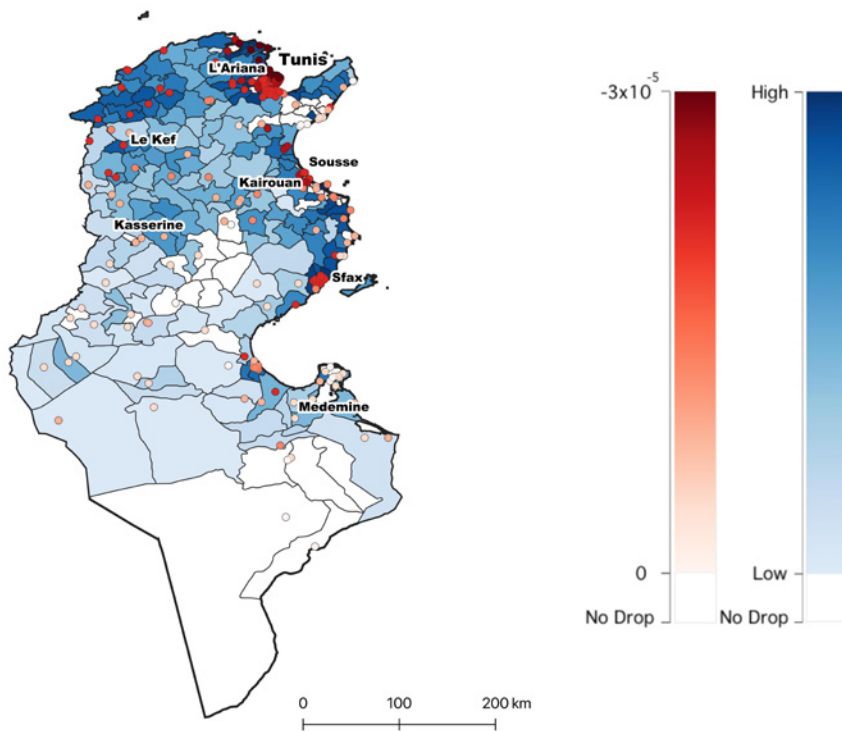 Tunis
L'Ariana
Le Kef
Sousse
Kairouan
Kasserine
Sfax
Medemine
0 100 200 km
-3x10⁻⁵
0
No Drop
High
Low
No Drop